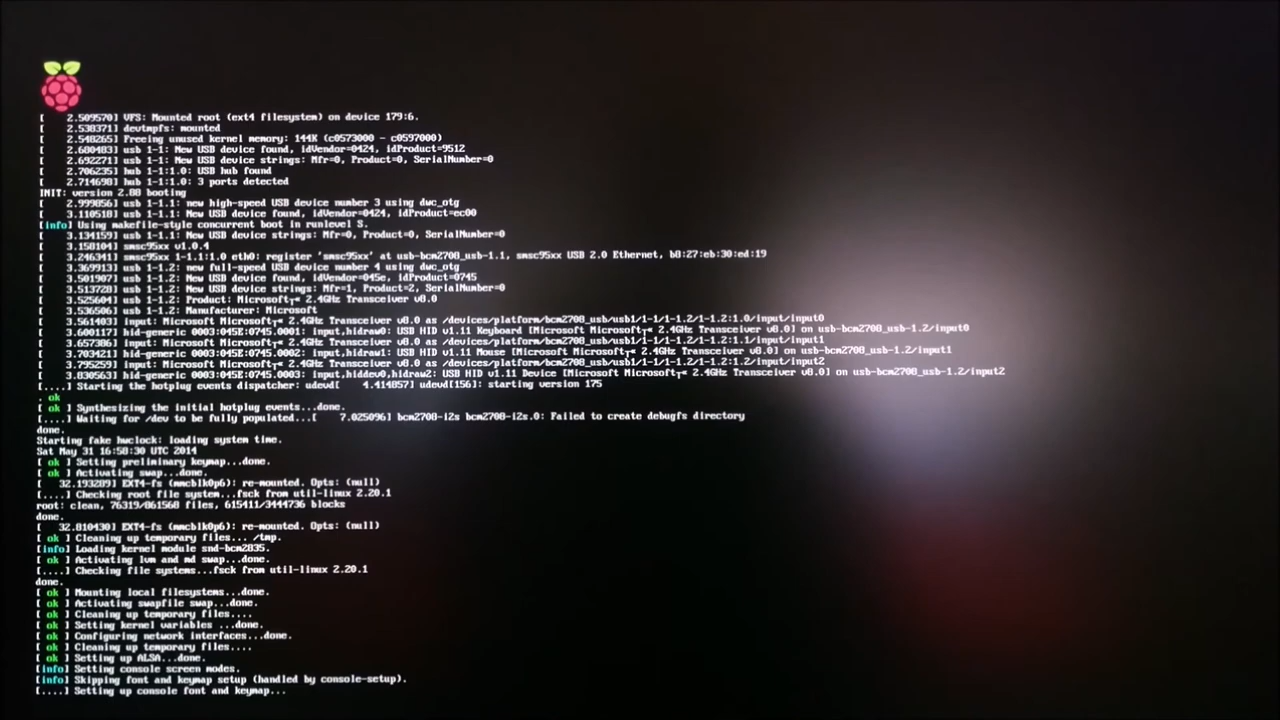 [    2.509570] VFS: Mounted root (ext4 filesystem) on device 179:6.
[    2.530371] devtmpfs: mounted
[    2.548265] Freeing unused kernel memory: 144K (c0573000 - c0597000)
[    2.600483] usb 1-1: New USB device found, idVendor=0424, idProduct=9512
[    2.692271] usb 1-1: New USB device strings: Mfr=0, Product=0, SerialNumber=0
[    2.706235] hub 1-1:1.0: USB hub found
[    2.714698] hub 1-1:1.0: 3 ports detected
INIT: version 2.88 booting
[    2.999856] usb 1-1.1: new high-speed USB device number 3 using dwc_otg
[    3.110518] usb 1-1.1: New USB device found, idVendor=0424, idProduct=ec00
[info] Using makefile-style concurrent boot in runlevel S.
[    3.134159] usb 1-1.1: New USB device strings: Mfr=0, Product=0, SerialNumber=0
[    3.158104] smsc95xx v1.0.4
[    3.246341] smsc95xx 1-1.1:1.0 eth0: register 'smsc95xx' at usb-bcm2708_usb-1.1, smsc95xx USB 2.0 Ethernet, b8:27:eb:30:ed:19
[    3.369913] usb 1-1.2: new full-speed USB device number 4 using dwc_otg
[    3.501907] usb 1-1.2: New USB device found, idVendor=045e, idProduct=0745
[    3.513728] usb 1-1.2: New USB device strings: Mfr=1, Product=2, SerialNumber=0
[    3.525604] usb 1-1.2: Product: Microsoft┬« 2.4GHz Transceiver v8.0
[    3.536506] usb 1-1.2: Manufacturer: Microsoft
[    3.561403] input: Microsoft Microsoft┬« 2.4GHz Transceiver v8.0 as /devices/platform/bcm2708_usb/usb1/1-1/1-1.2/1-1.2:1.0/input/input0
[    3.600117] hid-generic 0003:045E:0745.0001: input,hidraw0: USB HID v1.11 Keyboard [Microsoft Microsoft┬« 2.4GHz Transceiver v8.0] on usb-bcm2708_usb-1.2/input0
[    3.657386] input: Microsoft Microsoft┬« 2.4GHz Transceiver v8.0 as /devices/platform/bcm2708_usb/usb1/1-1/1-1.2/1-1.2:1.1/input/input1
[    3.703421] hid-generic 0003:045E:0745.0002: input,hidraw1: USB HID v1.11 Mouse [Microsoft Microsoft┬« 2.4GHz Transceiver v8.0] on usb-bcm2708_usb-1.2/input1
[    3.795259] input: Microsoft Microsoft┬« 2.4GHz Transceiver v8.0 as /devices/platform/bcm2708_usb/usb1/1-1/1-1.2/1-1.2:1.2/input/input2
[    3.830563] hid-generic 0003:045E:0745.0003: input,hiddev0,hidraw2: USB HID v1.11 Device [Microsoft Microsoft┬« 2.4GHz Transceiver v8.0] on usb-bcm2708_usb-1.2/input2
[....] Starting the hotplug events dispatcher: udevd[    4.414857] udevd[156]: starting version 175
. ok
[ ok ] Synthesizing the initial hotplug events...done.
[....] Waiting for /dev to be fully populated...[    7.025096] bcm2708-i2s bcm2708-i2s.0: Failed to create debugfs directory
done.
Starting fake hwclock: loading system time.
Sat May 31 16:58:30 UTC 2014
[ ok ] Setting preliminary keymap...done.
[ ok ] Activating swap...done.
[   32.193289] EXT4-fs (mmcblk0p6): re-mounted. Opts: (null)
[....] Checking root file system...fsck from util-linux 2.20.1
root: clean, 76319/861568 files, 615411/3444736 blocks
done.
[   32.810430] EXT4-fs (mmcblk0p6): re-mounted. Opts: (null)
[ ok ] Cleaning up temporary files... /tmp.
[info] Loading kernel module snd-bcm2835.
[ ok ] Activating lvm and md swap...done.
[....] Checking file systems...fsck from util-linux 2.20.1
done.
[ ok ] Mounting local filesystems...done.
[ ok ] Activating swapfile swap...done.
[ ok ] Cleaning up temporary files....
[ ok ] Setting kernel variables ...done.
[ ok ] Configuring network interfaces...done.
[ ok ] Cleaning up temporary files....
[ ok ] Setting up ALSA...done.
[info] Setting console screen modes.
[info] Skipping font and keymap setup (handled by console-setup).
[....] Setting up console font and keymap...